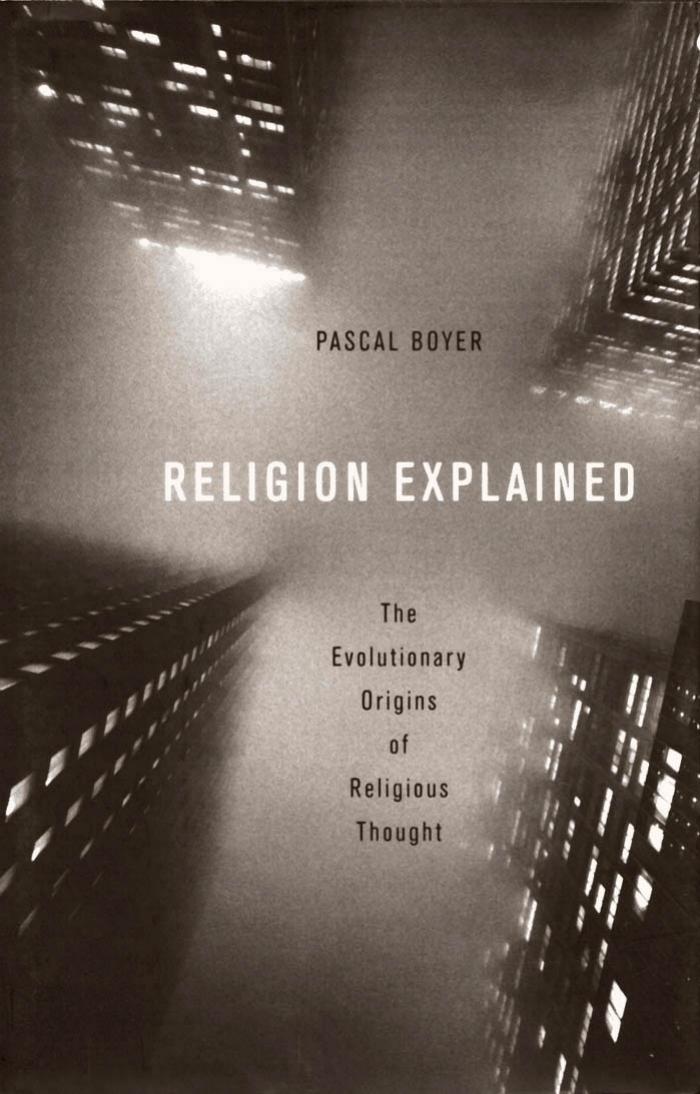 PASCAL BOYER
RELIGION EXPLAINED
The
Evolutionary
Origins
of
Religious
Thought